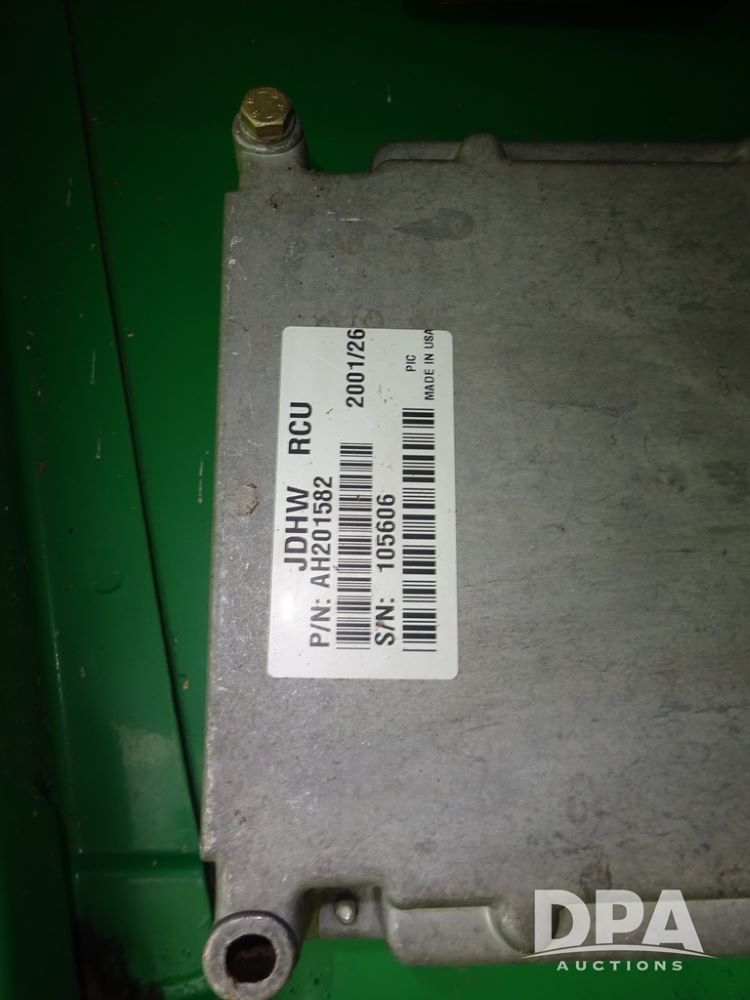 JDHW RCU
P/N: AH201582 2001/26
S/N: 105606 PIC
MADE IN USA
DPA
AUCTIONS